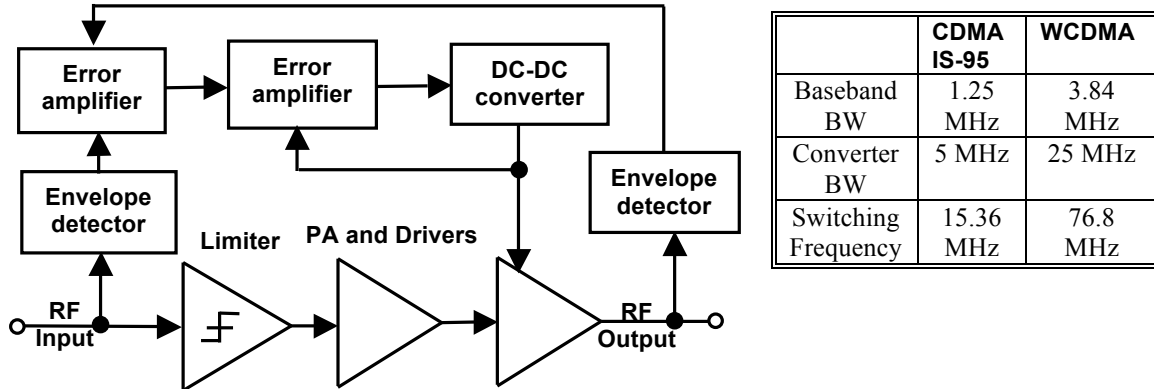 Error
amplifier
Error
amplifier
DC-DC
converter
Envelope
detector
Envelope
detector
Limiter
PA and Drivers
RF
Input
RF
Output
CDMA
IS-95
WCDMA
Baseband
BW
1.25
MHz
3.84
MHz
Converter
BW
5 MHz
25 MHz
Switching
Frequency
15.36
MHz
76.8
MHz